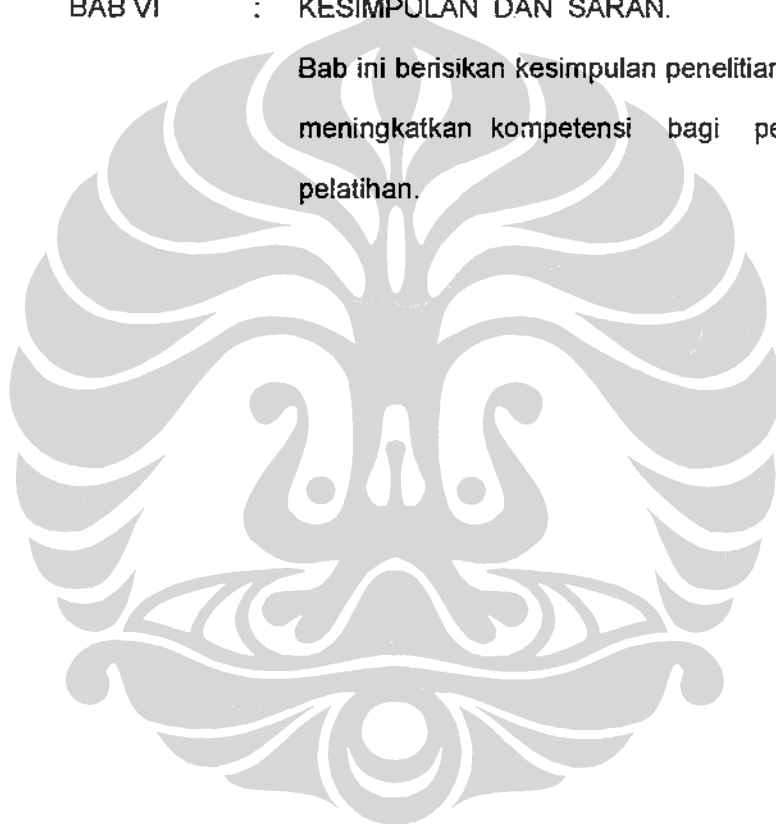 BAB VI : KESIMPULAN DAN SARAN.
Bab ini berisikan kesimpulan penelitian
meningkatkan kompetensi bagi
pelatihan.